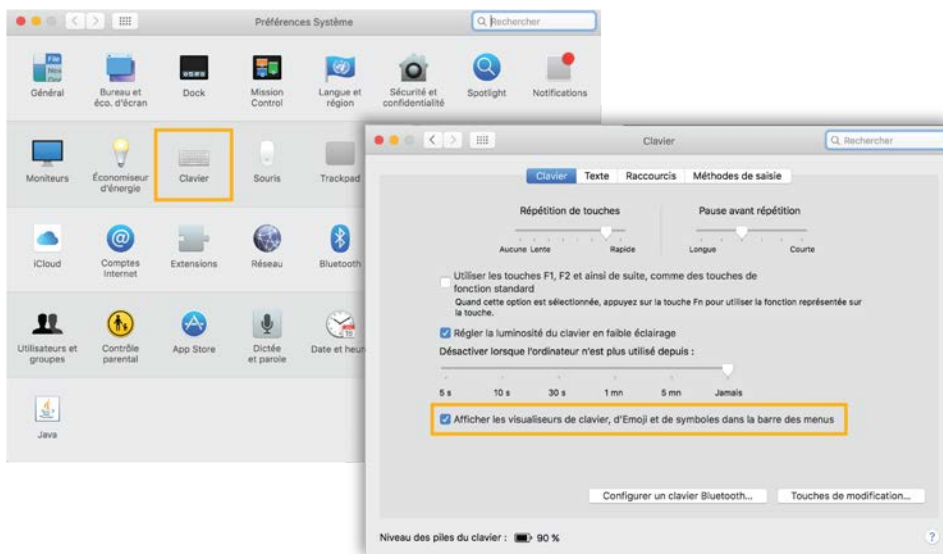 Préférences Système
Rechercher
File
New
Général
Bureau et
éco. d'écran
Dock
Mission
Control
Langue et
région
Sécurité et
confidentialité
Spotlight
Notifications
Moniteurs
Économiseur
d'énergie
Clavier
Souris
Trackpad
iCloud
Comptes
Internet
Extensions
Réseau
Bluetooth
Utilisateurs et
groupes
Contrôle
parental
App Store
Dictée
et parole
Date et heur
Java
Clavier
Rechercher
Clavier Texte Raccourcis Méthodes de saisie
Répétition de touches
Pause avant répétition
Aucune Lente Rapide
Longue Courte
Utiliser les touches F1, F2 et ainsi de suite, comme des touches de
fonction standard
Quand cette option est sélectionnée, appuyez sur la touche Fn pour utiliser la fonction représentée sur
la touche.
Régler la luminosité du clavier en faible éclairage
Désactiver lorsque l'ordinateur n'est plus utilisé depuis :
5 s 10 s 30 s 1 mn 5 mn Jamais
Afficher les visualiseurs de clavier, d'Emoji et de symboles dans la barre des menus
Configurer un clavier Bluetooth... Touches de modification...
Niveau des piles du clavier : 90 %
?